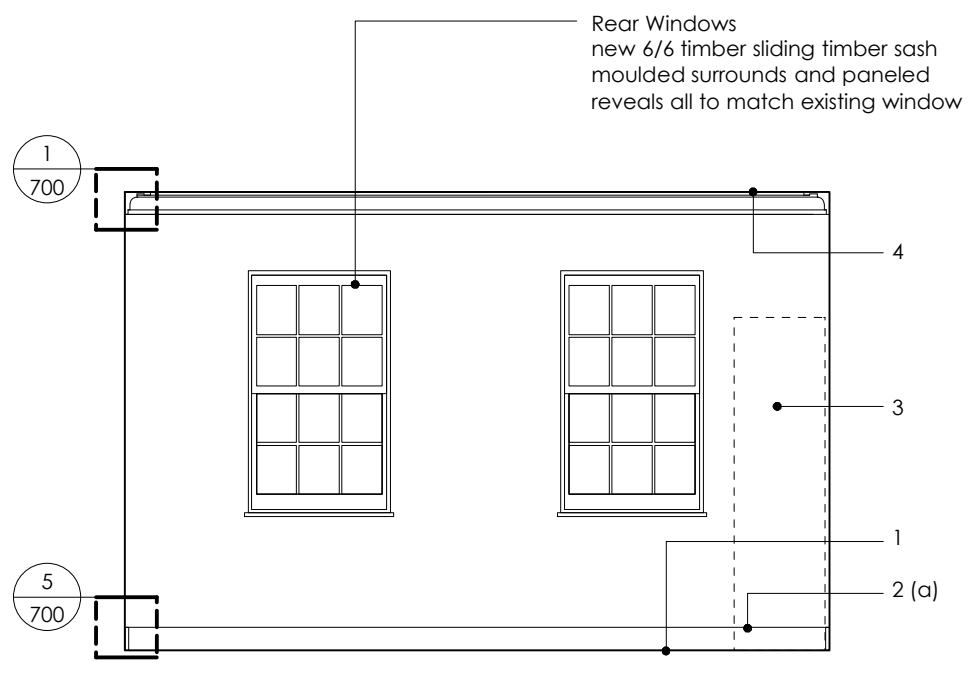 Rear Windows
new 6/6 timber sliding timber sash
moulded surrounds and paneled
reveals all to match existing window
1
700
4
3
1
5
700
2 (a)